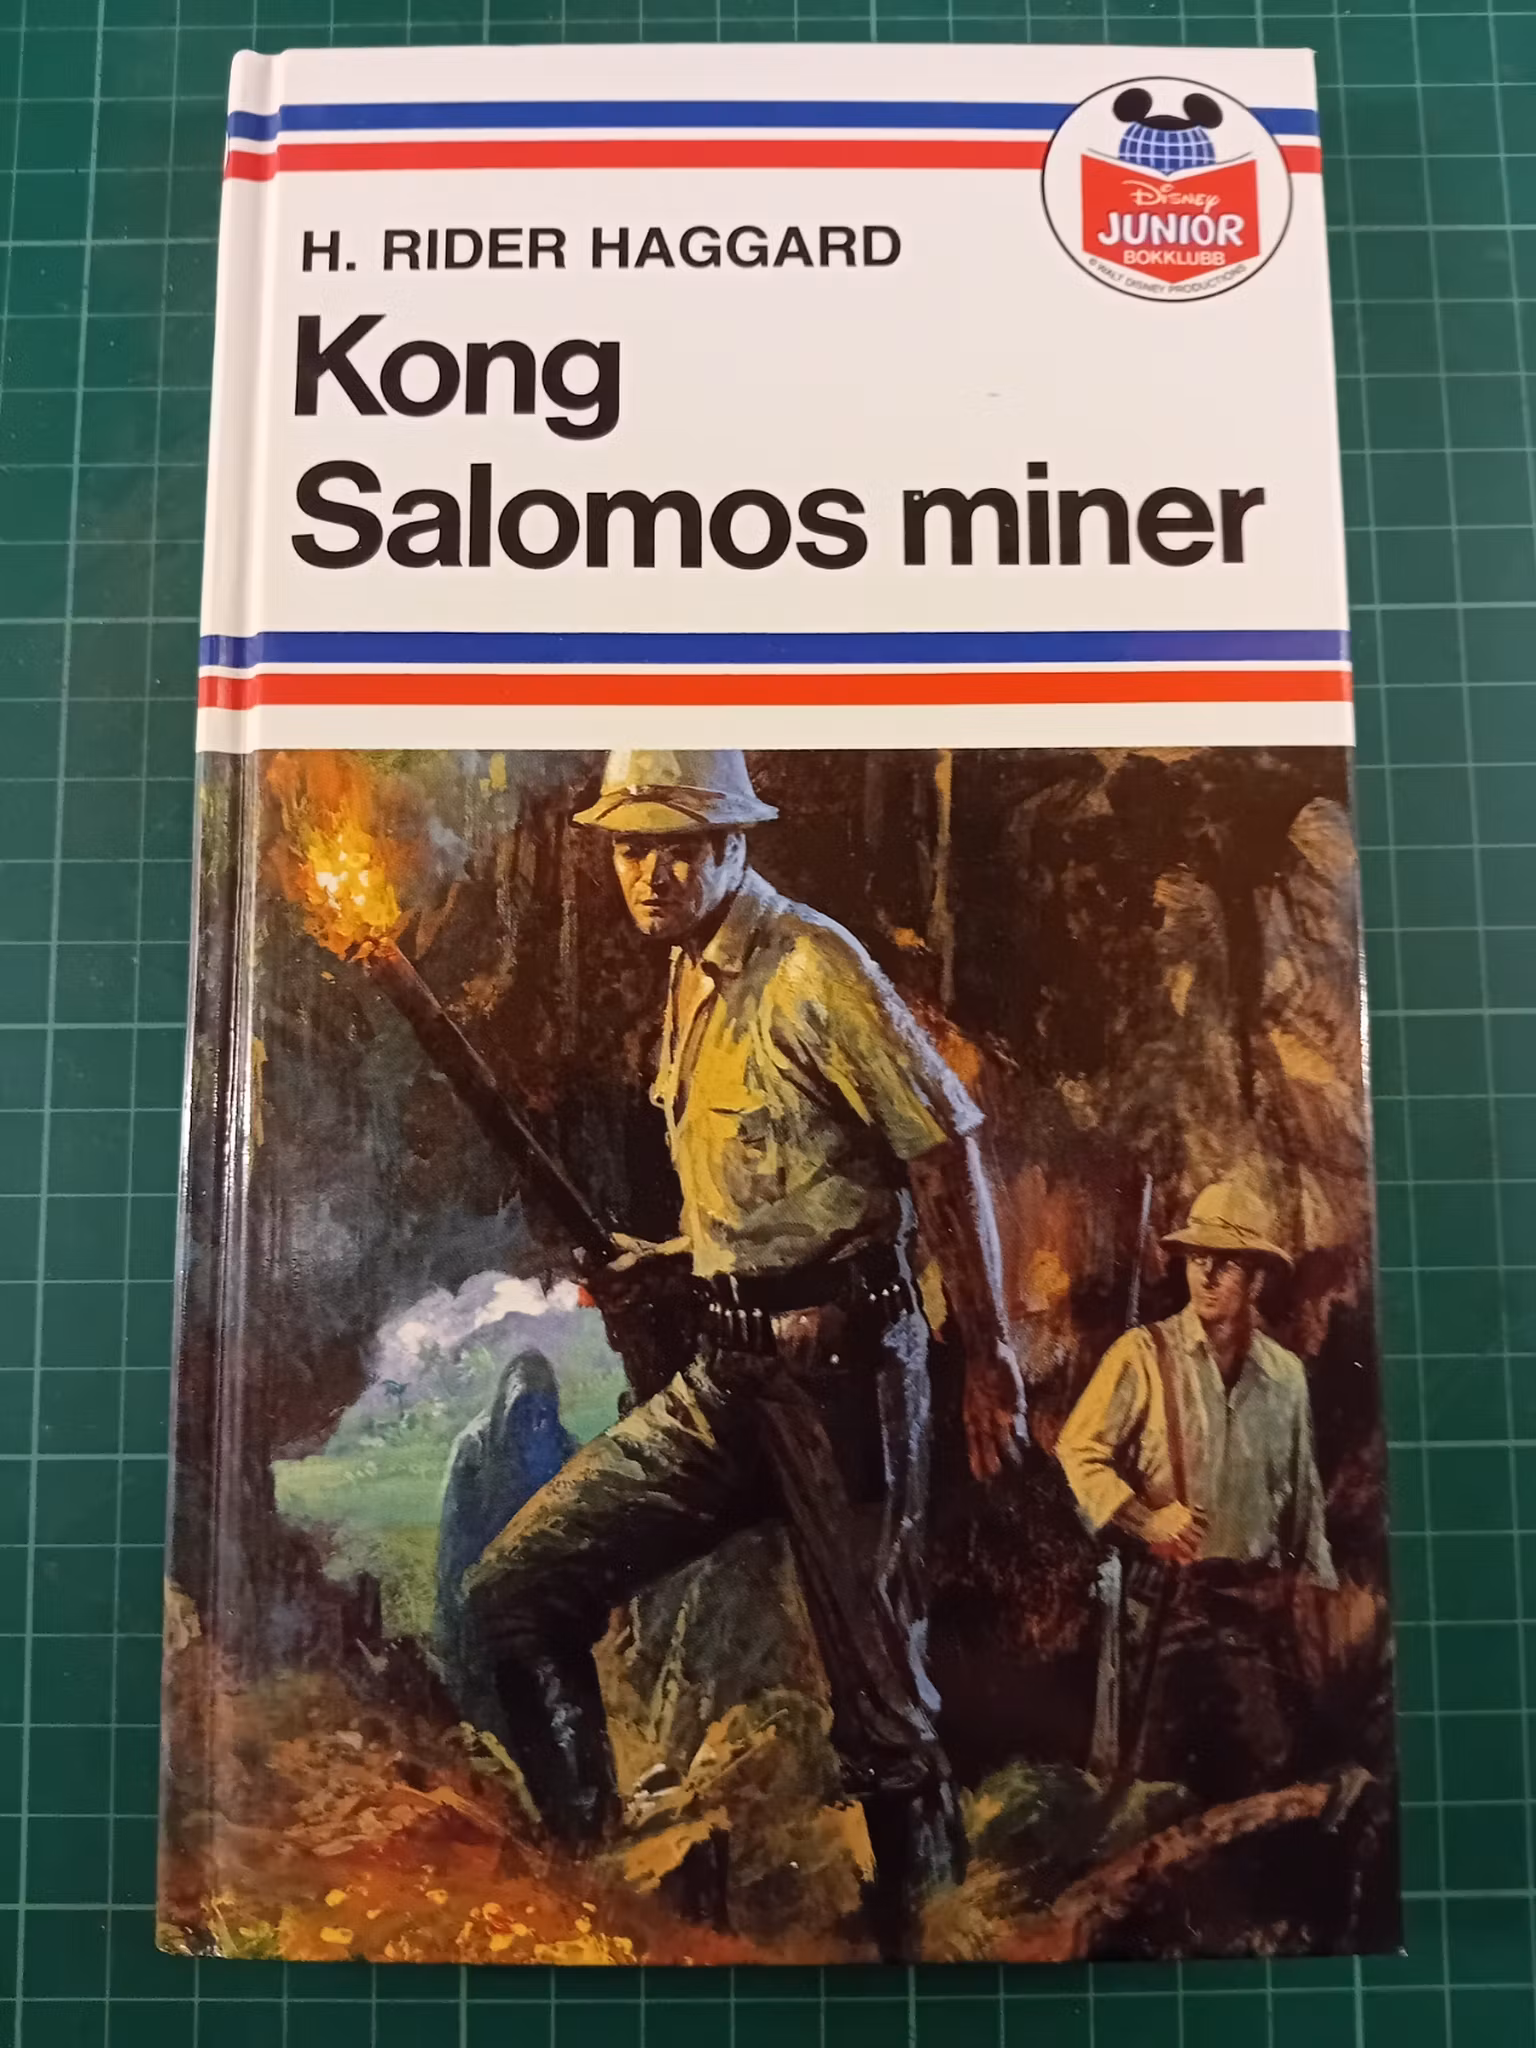 H. RIDER HAGGARD
Kong
Salomos miner
Disney
JUNIOR
BOKKLUBB
© WALT DISNEY PRODUCTIONS